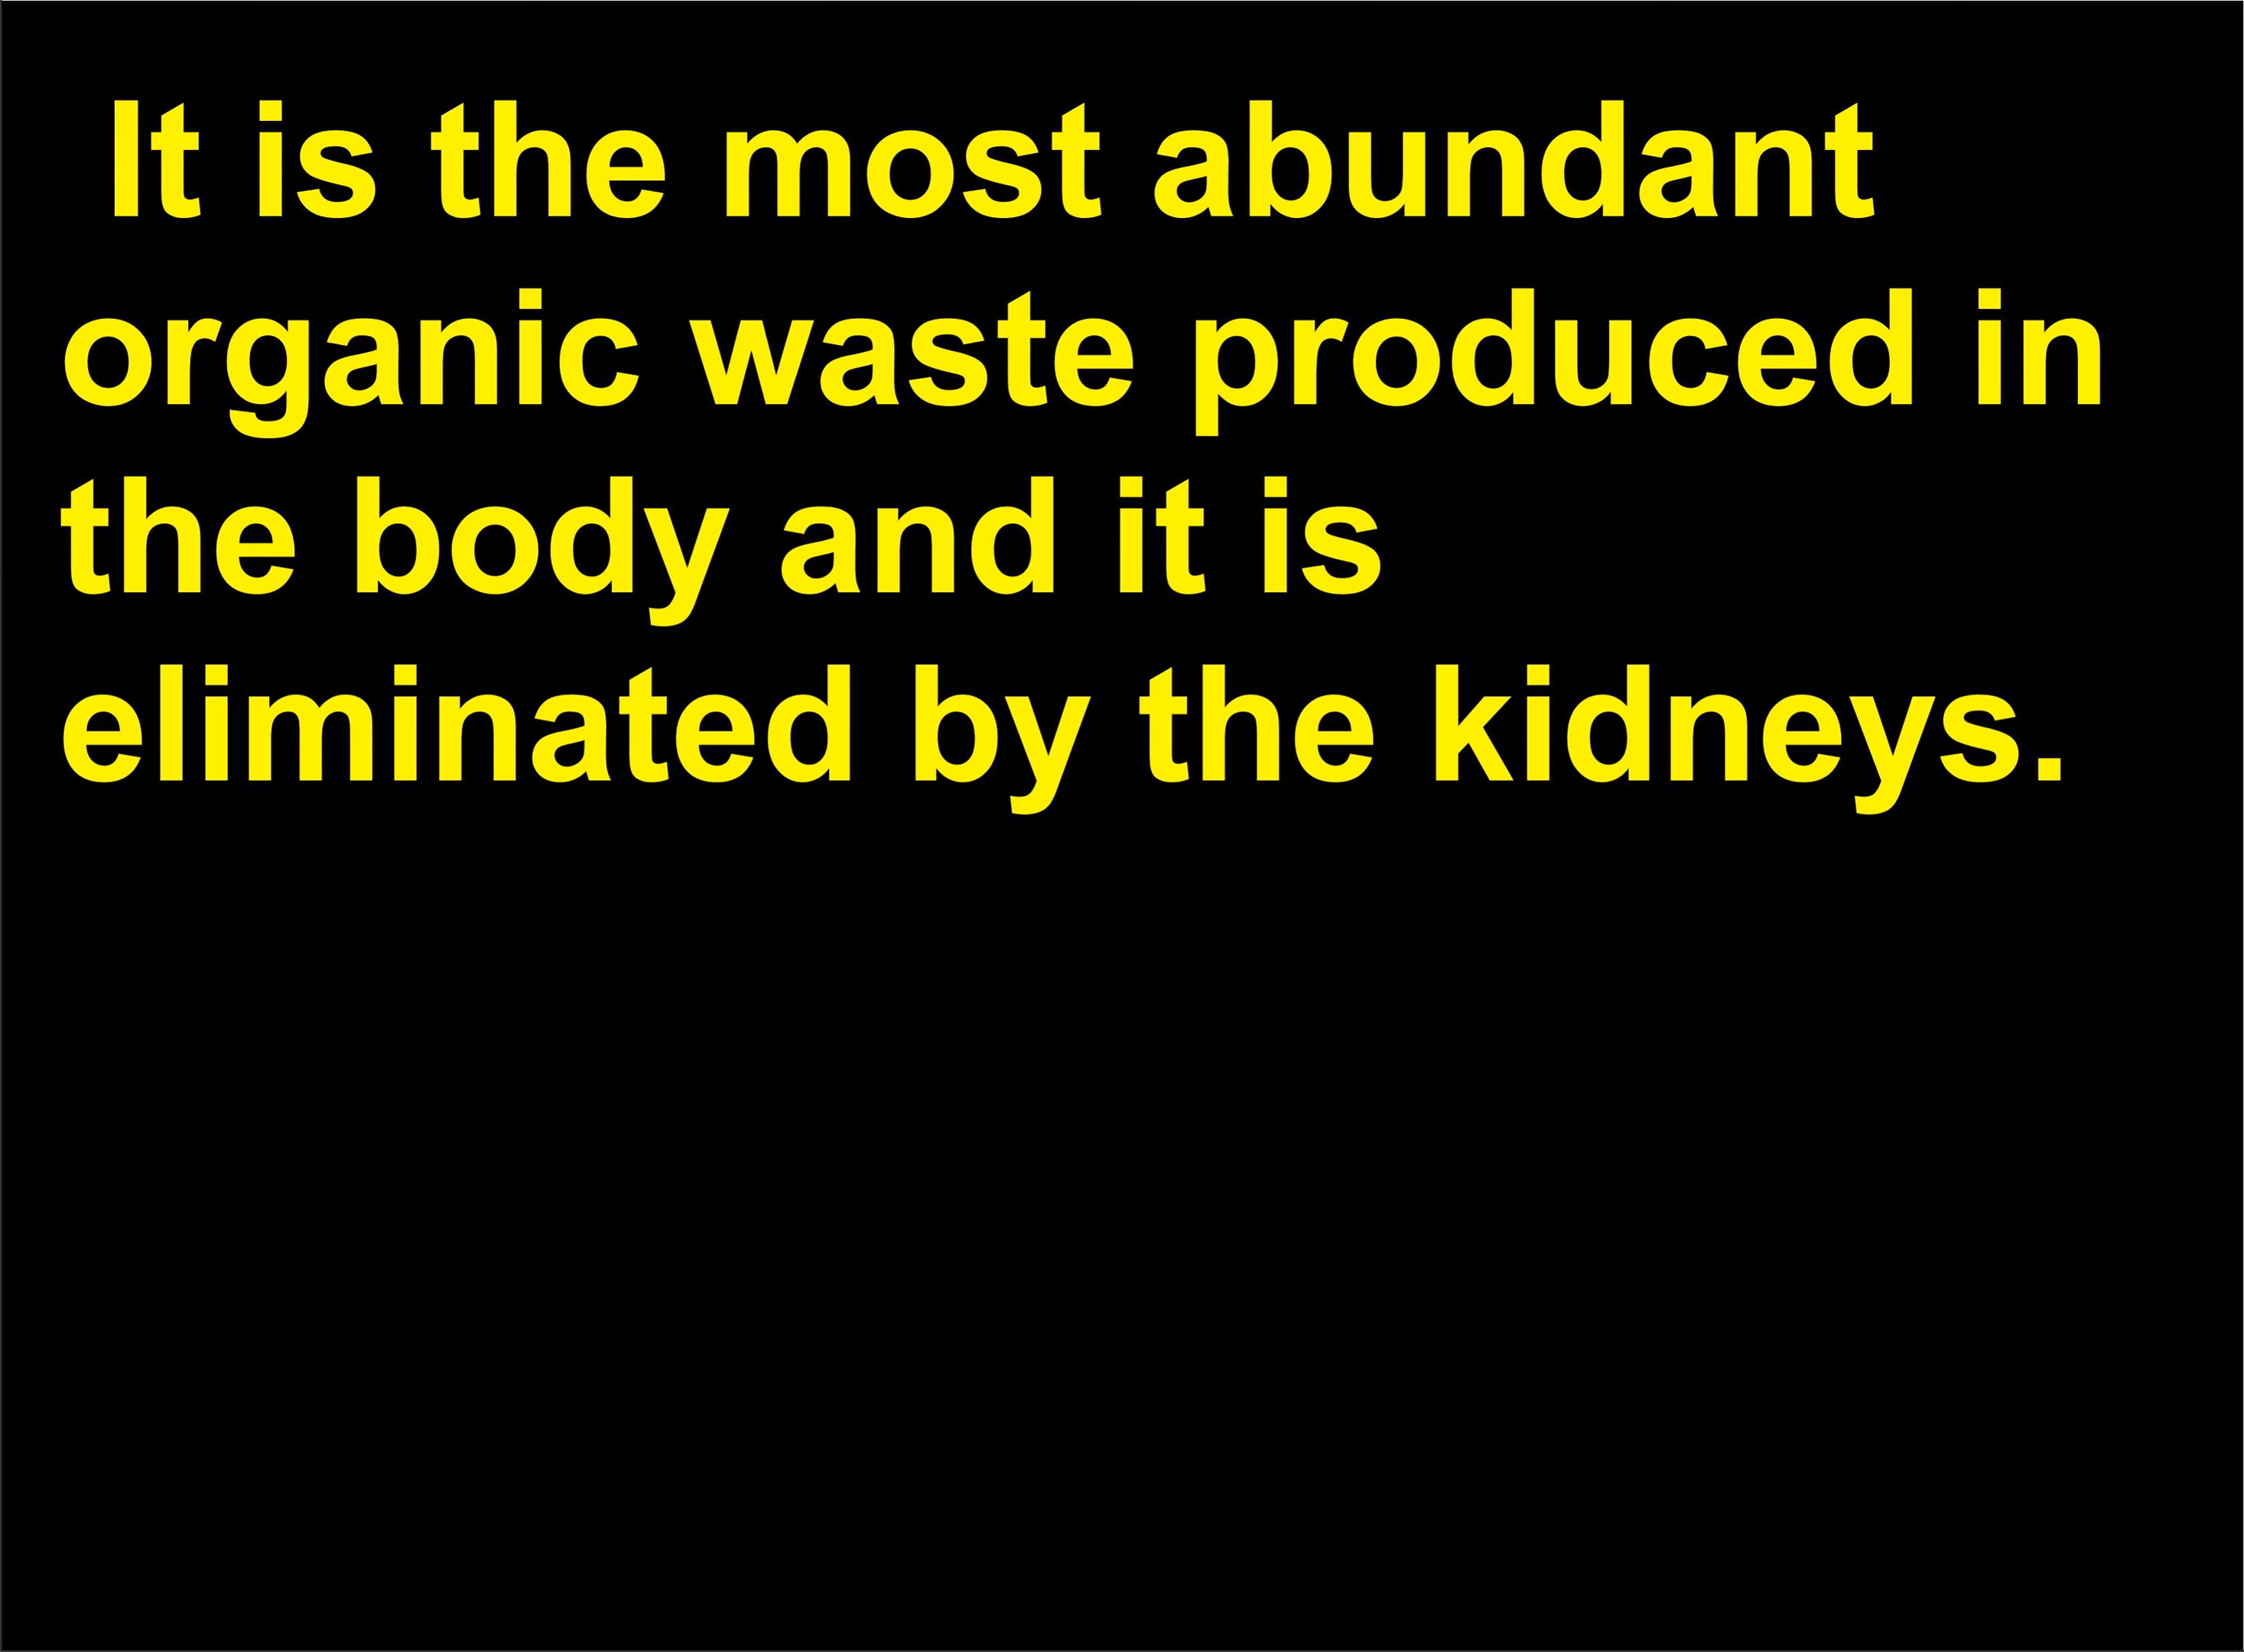 It is the most abundant
organic waste produced in
the body and it is
eliminated by the kidneys.